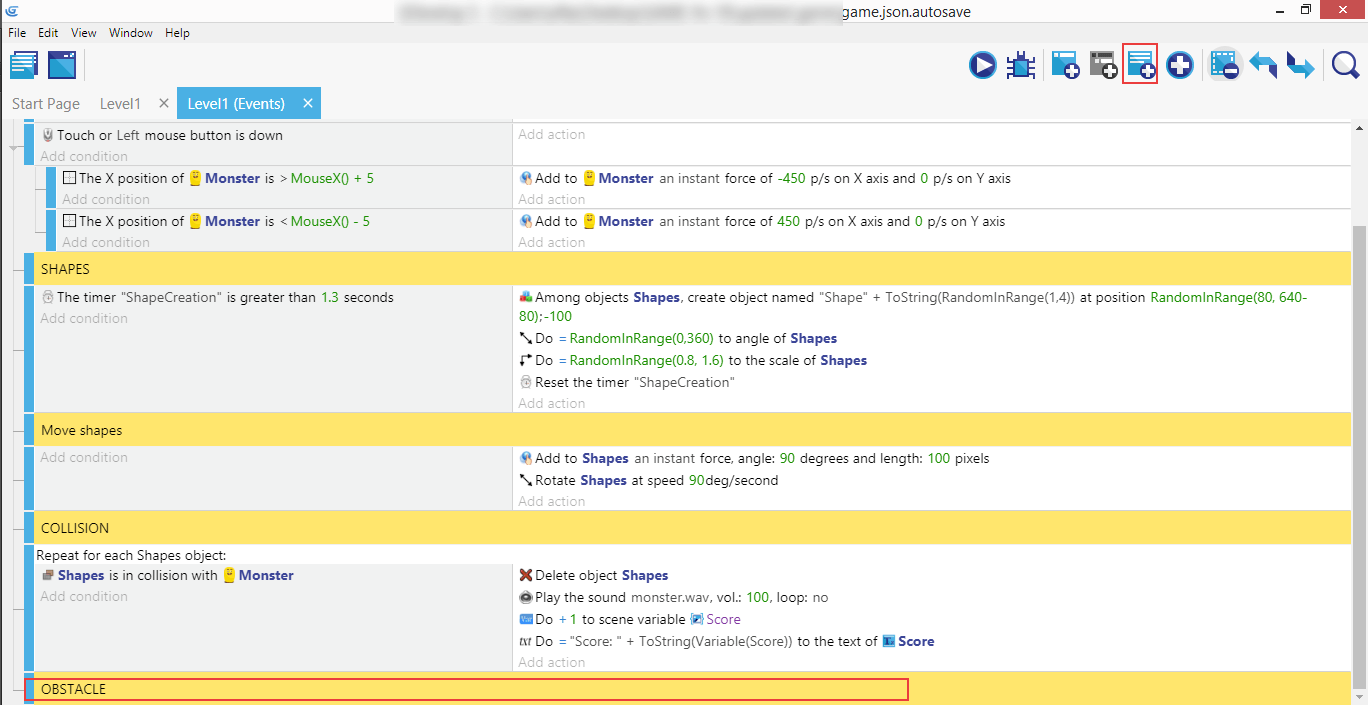 game.json.autosave
File Edit View Window Help
Start Page Level1 × Level1 (Events) ×
Touch or Left mouse button is down
Add condition
Add action
The X position of Monster is > MouseX() + 5
Add condition
Add to Monster an instant force of -450 p/s on X axis and 0 p/s on Y axis
Add action
The X position of Monster is < MouseX() - 5
Add condition
Add to Monster an instant force of 450 p/s on X axis and 0 p/s on Y axis
Add action
SHAPES
The timer "ShapeCreation" is greater than 1.3 seconds
Add condition
Among objects Shapes, create object named "Shape" + ToString(RandomInRange(1,4)) at position RandomInRange(80, 640-
80);-100
Do = RandomInRange(0,360) to angle of Shapes
Do = RandomInRange(0.8, 1.6) to the scale of Shapes
Reset the timer "ShapeCreation"
Add action
Move shapes
Add condition
Add to Shapes an instant force, angle: 90 degrees and length: 100 pixels
Rotate Shapes at speed 90deg/second
Add action
COLLISION
Repeat for each Shapes object:
Shapes is in collision with Monster
Add condition
Delete object Shapes
Play the sound monster.wav, vol.: 100, loop: no
Var Do + 1 to scene variable Score
txt Do = "Score: " + ToString(Variable(Score)) to the text of Score
Add action
OBSTACLE